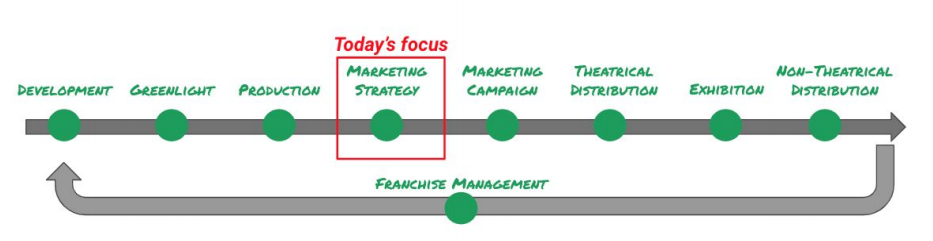 Today's focus
DEVELOPMENT
GREENLIGHT
PRODUCTION
MARKETING
STRATEGY
MARKETING
CAMPAIGN
THEATRICAL
DISTRIBUTION
EXHIBITION
NON-THEATRICAL
DISTRIBUTION
FRANCHISE MANAGEMENT